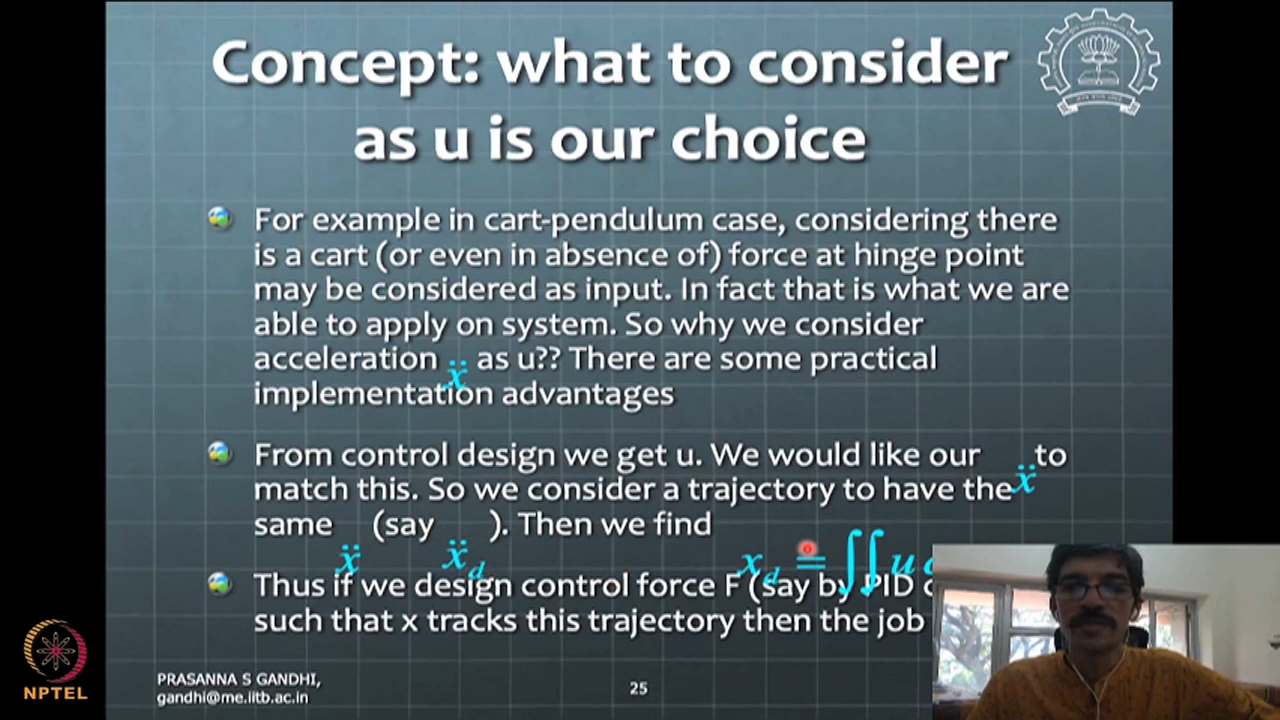 Concept: what to consider
as u is our choice
For example in cart-pendulum case, considering there
is a cart (or even in absence of) force at hinge point
may be considered as input. In fact that is what we are
able to apply on system. So why we consider
acceleration ẍ as u?? There are some practical
implementation advantages
From control design we get u. We would like our ẍ to
match this. So we consider a trajectory to have the
same ẍ (say ẍ_d ). Then we find
x_d = ∫∫ u
Thus if we design control force F (say by PID
such that x tracks this trajectory then the job
PRASANNA S GANDHI,
gandhi@me.iitb.ac.in
25
NPTEL